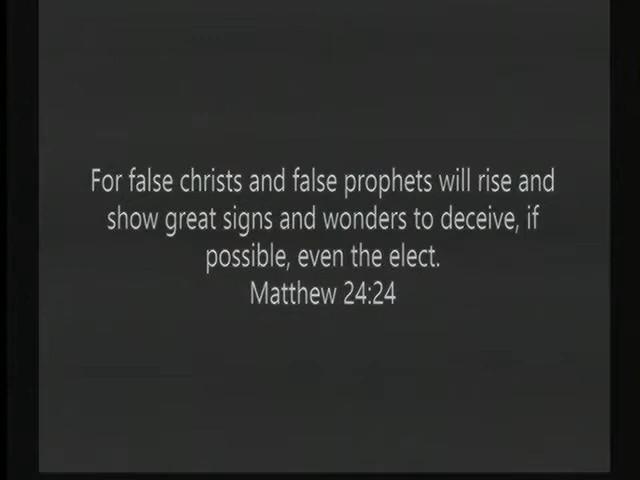 For false christs and false prophets will rise and
show great signs and wonders to deceive, if
possible, even the elect.
Matthew 24:24